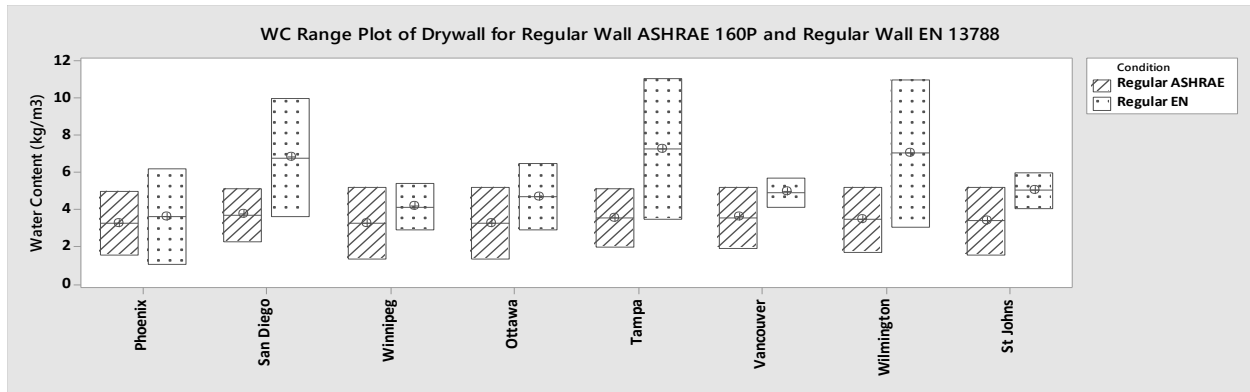 WC Range Plot of Drywall for Regular Wall ASHRAE 160P and Regular Wall EN 13788
Condition
Regular ASHRAE
Regular EN
Water Content (kg/m3)
12
10
8
6
4
2
0
Phoenix
San Diego
Winnipeg
Ottawa
Tampa
Vancouver
Wilmington
St Johns